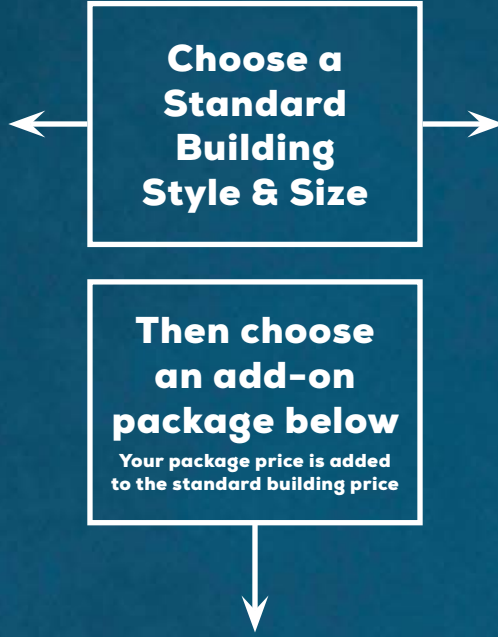 Choose a
Standard
Building
Style & Size
Then choose
an add-on
package below
Your package price is added
to the standard building price